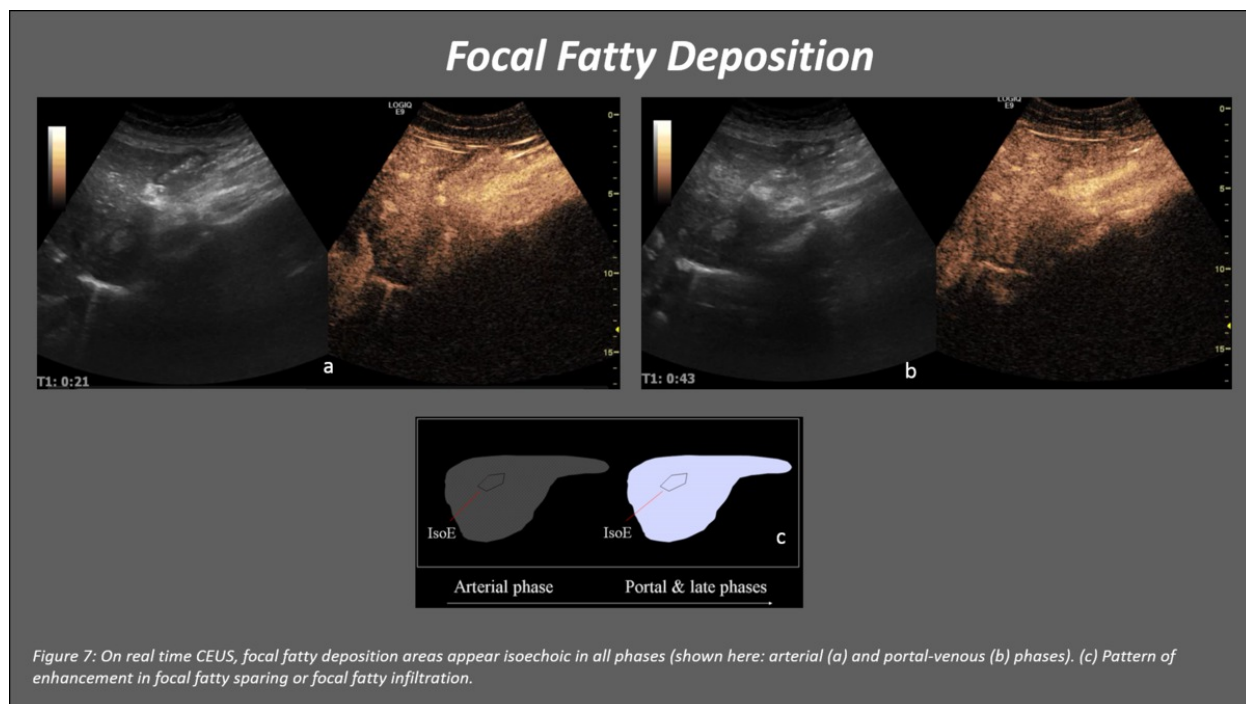 Focal Fatty Deposition
LOGIQ
E9
0
5
10
15
T1: 0:21
a
LOGIQ
E9
0
5
10
15
T1: 0:43
b
IsoE
IsoE
c
Arterial phase
Portal & late phases
Figure 7: On real time CEUS, focal fatty deposition areas appear isoechoic in all phases (shown here: arterial (a) and portal-venous (b) phases). (c) Pattern of
enhancement in focal fatty sparing or focal fatty infiltration.